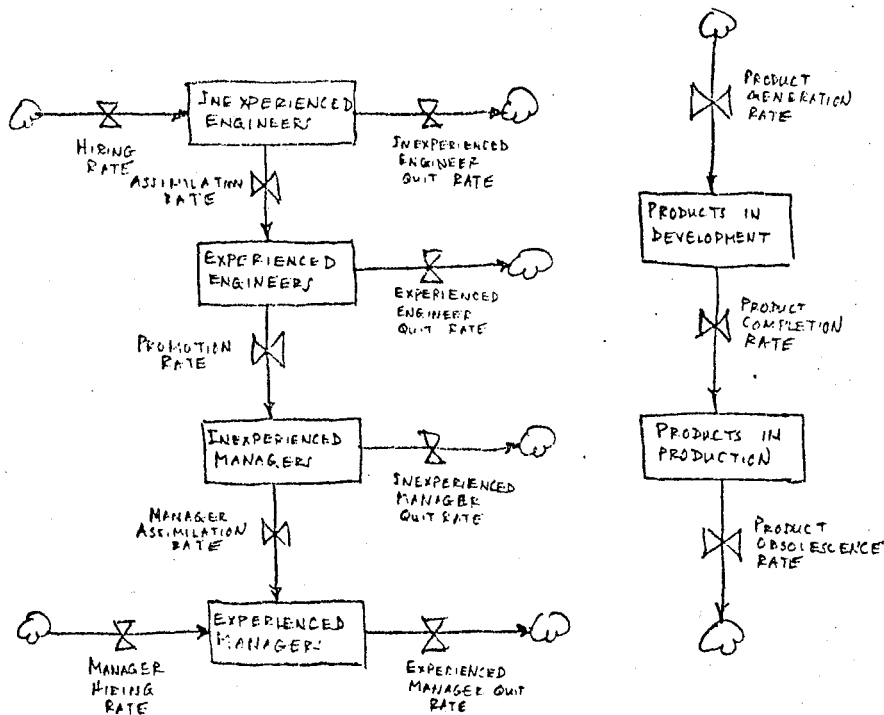 INEXPERIENCED
ENGINEERS
HIRING
RATE
INEXPERIENCED
ENGINEER
QUIT RATE
ASSIMILATION
RATE
EXPERIENCED
ENGINEERS
EXPERIENCED
ENGINEER
QUIT RATE
PROMOTION
RATE
INEXPERIENCED
MANAGERS
INEXPERIENCED
MANAGER
QUIT RATE
MANAGER
ASSIMILATION
RATE
EXPERIENCED
MANAGERS
MANAGER
HIRING
RATE
EXPERIENCED
MANAGER QUIT
RATE
PRODUCT
GENERATION
RATE
PRODUCTS IN
DEVELOPMENT
PRODUCT
COMPLETION
RATE
PRODUCTS IN
PRODUCTION
PRODUCT
OBSOLESCENCE
RATE